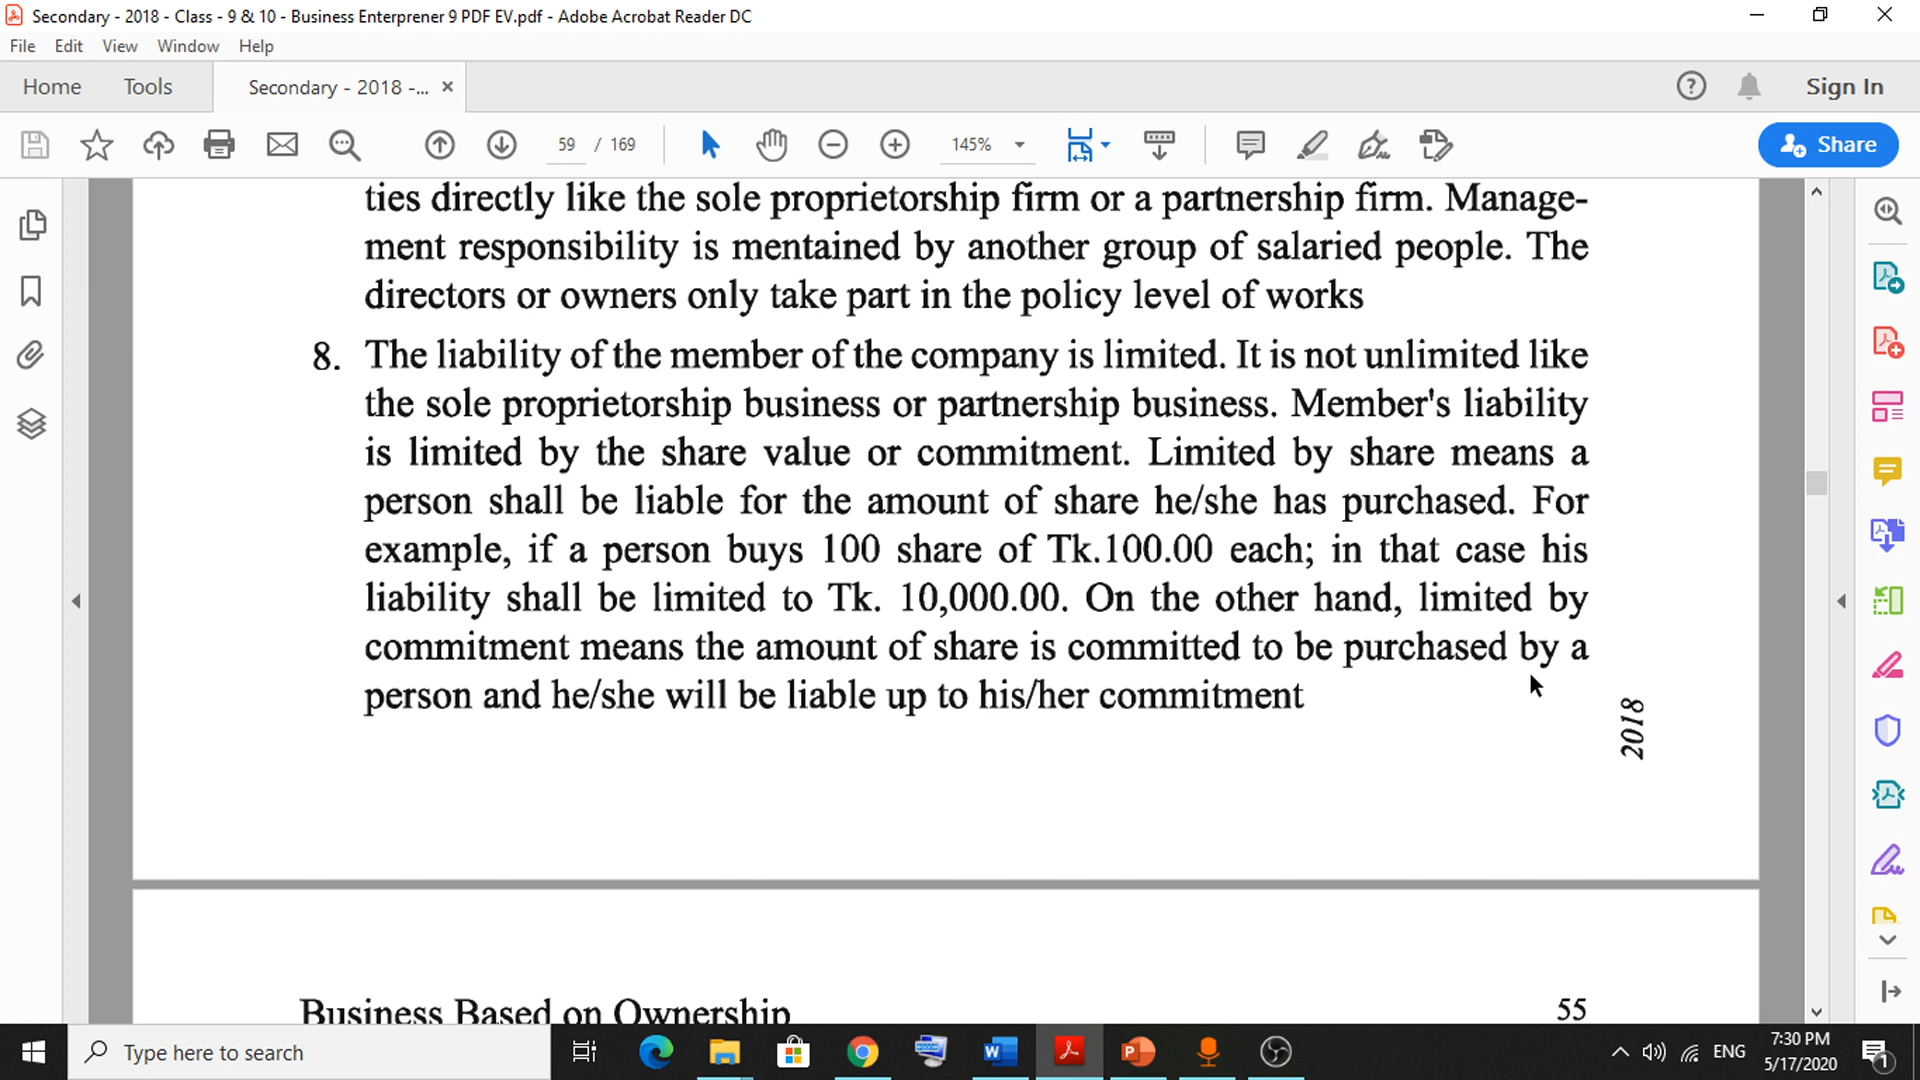 Secondary - 2018 - Class - 9 & 10 - Business Enterprener 9 PDF EV.pdf - Adobe Acrobat Reader DC
File Edit View Window Help
Home Tools Secondary - 2018 -... × Sign In
59 / 169 145% Share
ties directly like the sole proprietorship firm or a partnership firm. Manage-
ment responsibility is mentained by another group of salaried people. The
directors or owners only take part in the policy level of works
8. The liability of the member of the company is limited. It is not unlimited like
the sole proprietorship business or partnership business. Member's liability
is limited by the share value or commitment. Limited by share means a
person shall be liable for the amount of share he/she has purchased. For
example, if a person buys 100 share of Tk.100.00 each; in that case his
liability shall be limited to Tk. 10,000.00. On the other hand, limited by
commitment means the amount of share is committed to be purchased by a
person and he/she will be liable up to his/her commitment
2018
Business Based on Ownership 55
Type here to search
ENG
7:30 PM
5/17/2020
1